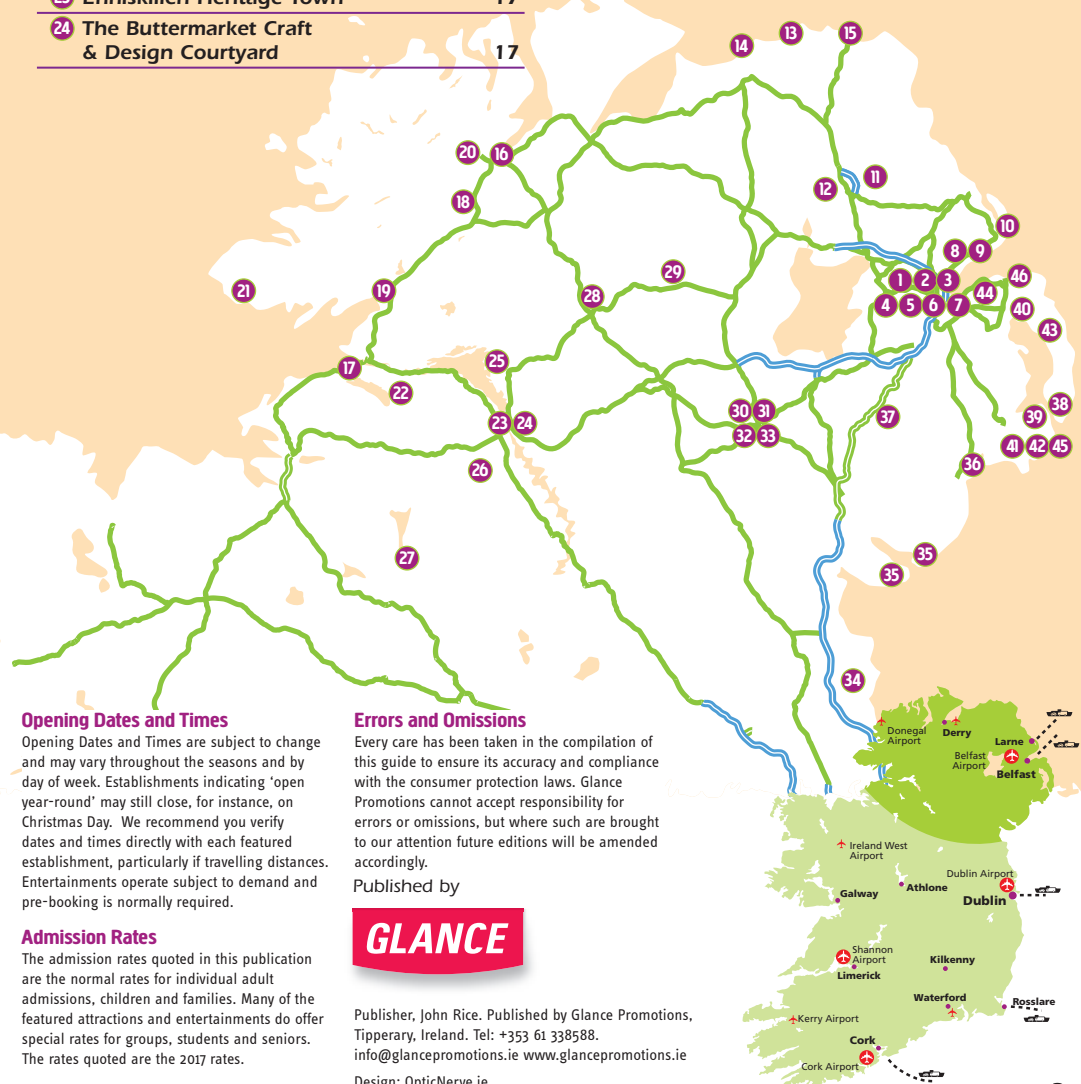 23 Enniskillen Heritage Town 17
24 The Buttermarket Craft
& Design Courtyard 17
13
15
14
20
16
11
12
18
10
8
9
29
46
1
2
3
21
19
28
44
4
5
6
7
40
43
25
17
22
38
30
31
39
37
23
24
32
33
41
42
45
36
26
27
35
35
34
Opening Dates and Times
Opening Dates and Times are subject to change
and may vary throughout the seasons and by
day of week. Establishments indicating ‘open
year-round’ may still close, for instance, on
Christmas Day. We recommend you verify
dates and times directly with each featured
establishment, particularly if travelling distances.
Entertainments operate subject to demand and
pre-booking is normally required.
Admission Rates
The admission rates quoted in this publication
are the normal rates for individual adult
admissions, children and families. Many of the
featured attractions and entertainments do offer
special rates for groups, students and seniors.
The rates quoted are the 2017 rates.
Errors and Omissions
Every care has been taken in the compilation of
this guide to ensure its accuracy and compliance
with the consumer protection laws. Glance
Promotions cannot accept responsibility for
errors or omissions, but where such are brought
to our attention future editions will be amended
accordingly.
Published by
GLANCE
Publisher, John Rice. Published by Glance Promotions,
Tipperary, Ireland. Tel: +353 61 338588.
info@glancepromotions.ie www.glancepromotions.ie
Design: OpticNerve.ie
Donegal
Airport
Derry
Larne
Belfast
Airport
Belfast
Ireland West
Airport
Dublin Airport
Athlone
Galway
Dublin
Shannon
Airport
Limerick
Kilkenny
Waterford
Rosslare
Kerry Airport
Cork
Cork Airport